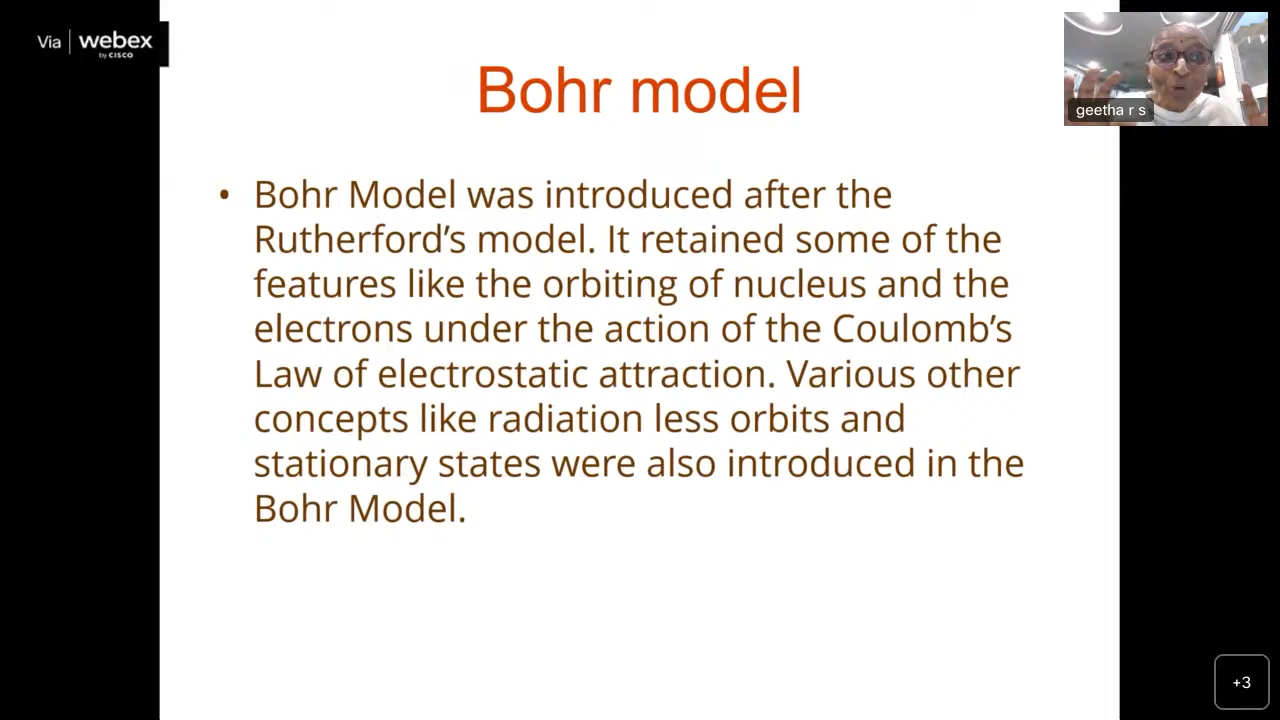 Via | webex
by CISCO
Bohr model
geetha r s
• Bohr Model was introduced after the
Rutherford’s model. It retained some of the
features like the orbiting of nucleus and the
electrons under the action of the Coulomb’s
Law of electrostatic attraction. Various other
concepts like radiation less orbits and
stationary states were also introduced in the
Bohr Model.
+3